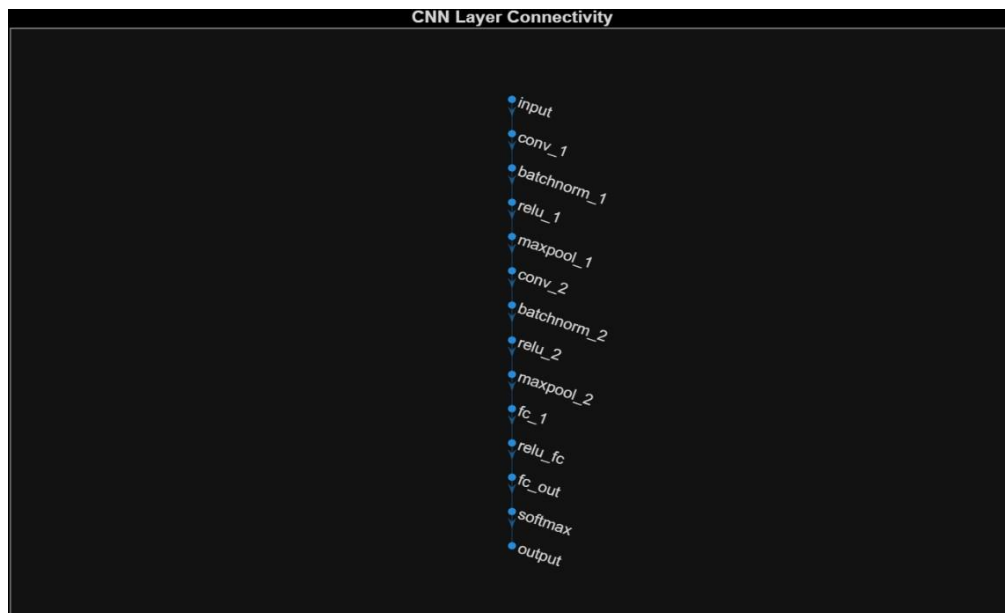 CNN Layer Connectivity
input
conv_1
batchnorm_1
relu_1
maxpool_1
conv_2
batchnorm_2
relu_2
maxpool_2
fc_1
relu_fc
fc_out
softmax
output